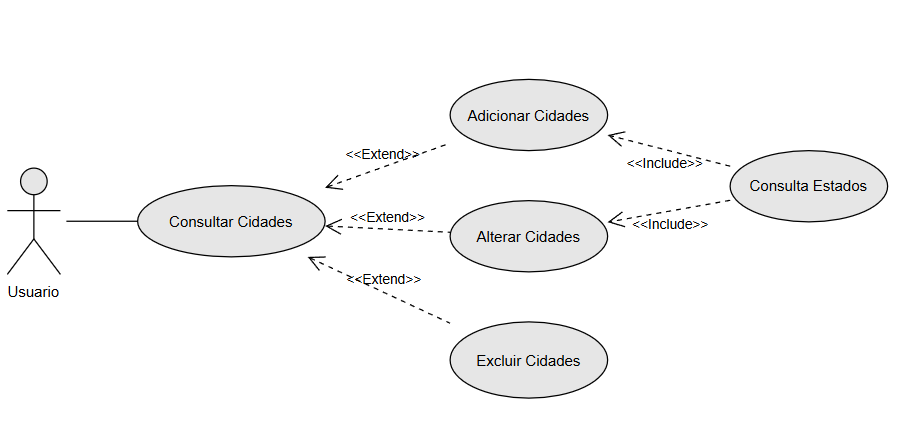 Adicionar Cidades
<<Extend>>
<<Include>>
Consulta Estados
Consultar Cidades
<<Extend>>
Alterar Cidades
<<Include>>
<<Extend>>
Usuario
Excluir Cidades